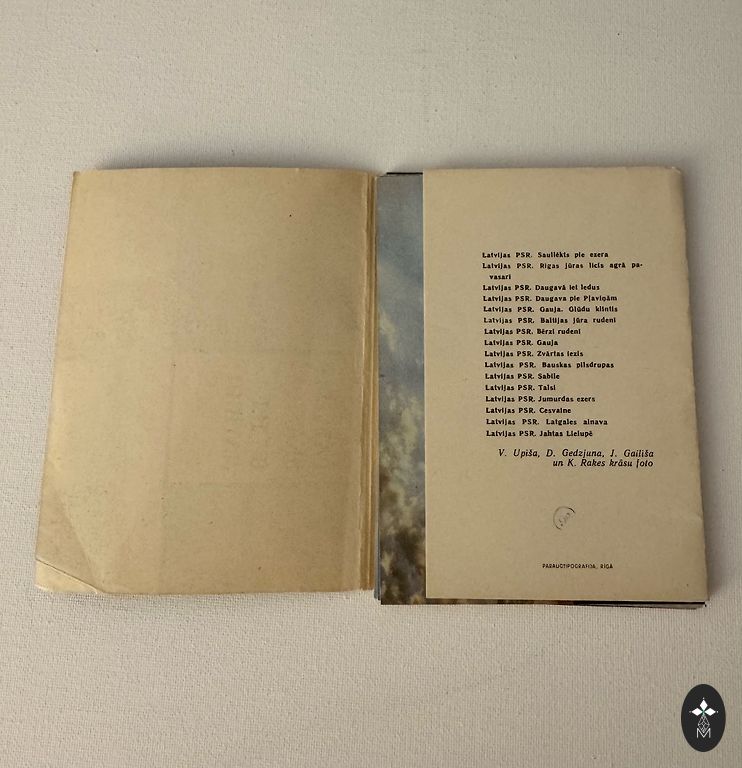 Latvijas PSR. Saullēkts pie ezera
Latvijas PSR. Rīgas jūras līcis agrā pa-
vasarī
Latvijas PSR. Daugavā iet ledus
Latvijas PSR. Daugava pie Pļaviņām
Latvijas PSR. Gauja. Glūdu klintis
Latvijas PSR. Baltijas jūra rudenī
Latvijas PSR. Bērzi rudenī
Latvijas PSR. Gauja
Latvijas PSR. Zvārtas iezis
Latvijas PSR. Bauskas pilsdrupas
Latvijas PSR. Sabile
Latvijas PSR. Talsi
Latvijas PSR. Jumurdas ezers
Latvijas PSR. Cesvaine
Latvijas PSR. Latgales ainava
Latvijas PSR. Jahtas Lielupē
V. Upīša, D. Gedzjuna, J. Gailiša
un K. Rakes krāsu foto
PARAUGTIPOGRAFIJA, RĪGĀ
M